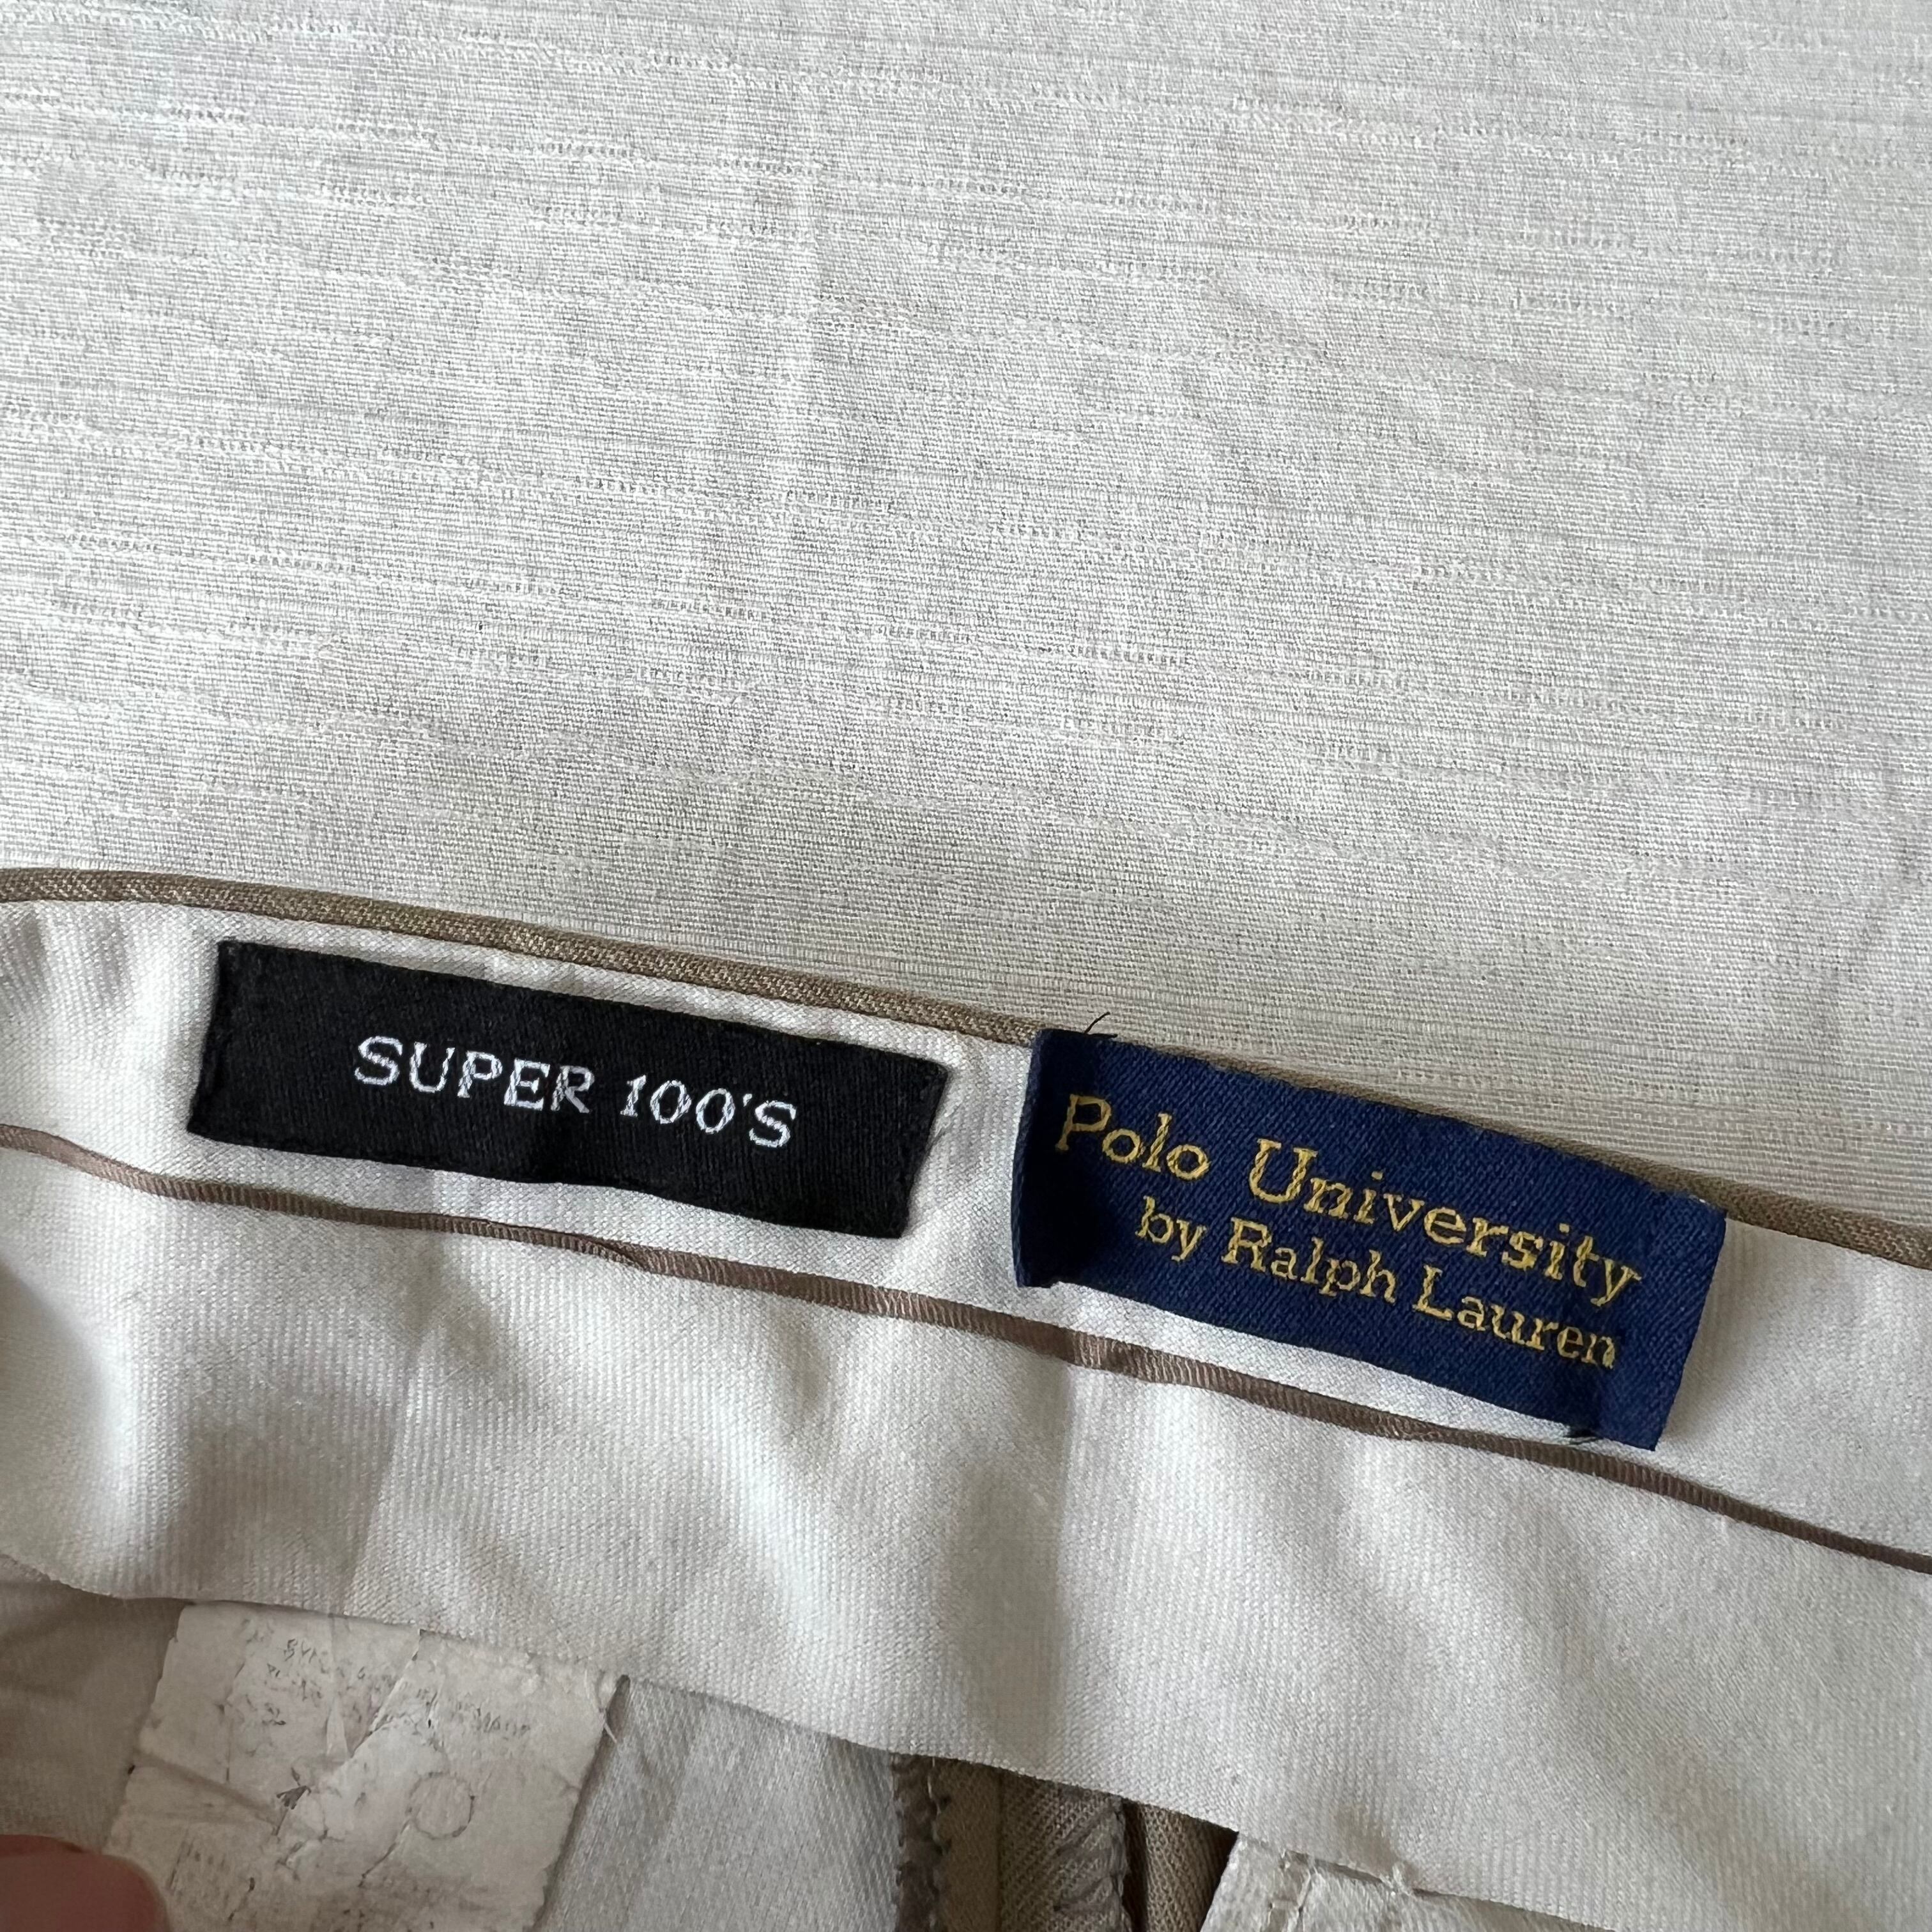 SUPER 100'S
Polo University
by Ralph Lauren